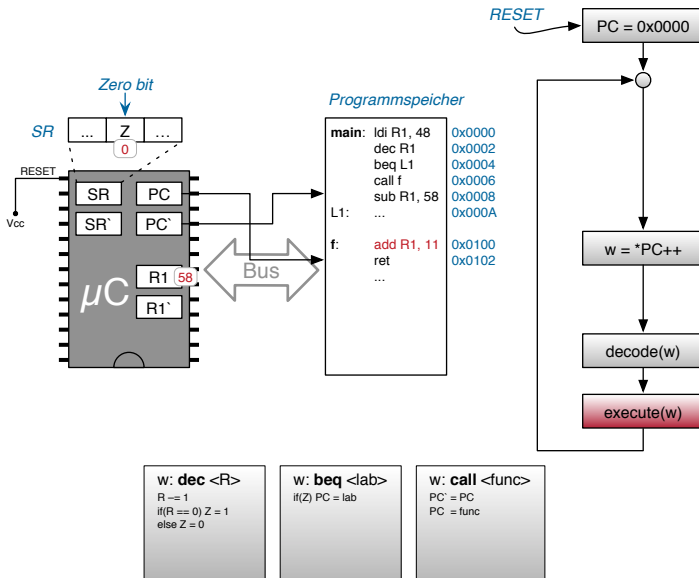 RESET
PC = 0x0000
Zero bit
Programmspeicher
SR
... Z ...
0
main: ldi R1, 48 0x0000
dec R1 0x0002
beq L1 0x0004
call f 0x0006
sub R1, 58 0x0008
L1: ... 0x000A
f: add R1, 11 0x0100
ret 0x0102
...
RESET
Vcc
SR PC
SR` PC`
R1 58
R1`
µC
Bus
w = *PC++
decode(w)
execute(w)
w: dec <R>
R −= 1
if(R == 0) Z = 1
else Z = 0
w: beq <lab>
if(Z) PC = lab
w: call <func>
PC` = PC
PC = func